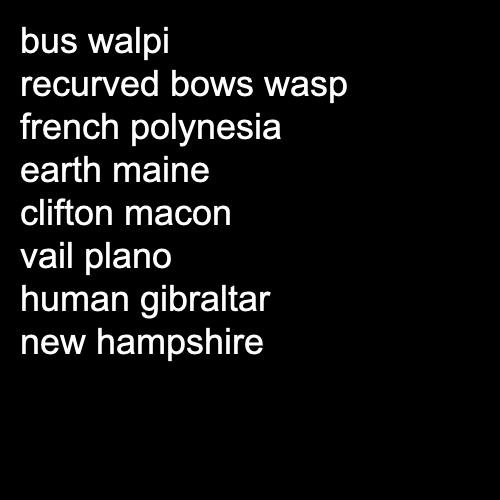 bus walpi
recurved bows wasp
french polynesia
earth maine
clifton macon
vail plano
human gibraltar
new hampshire